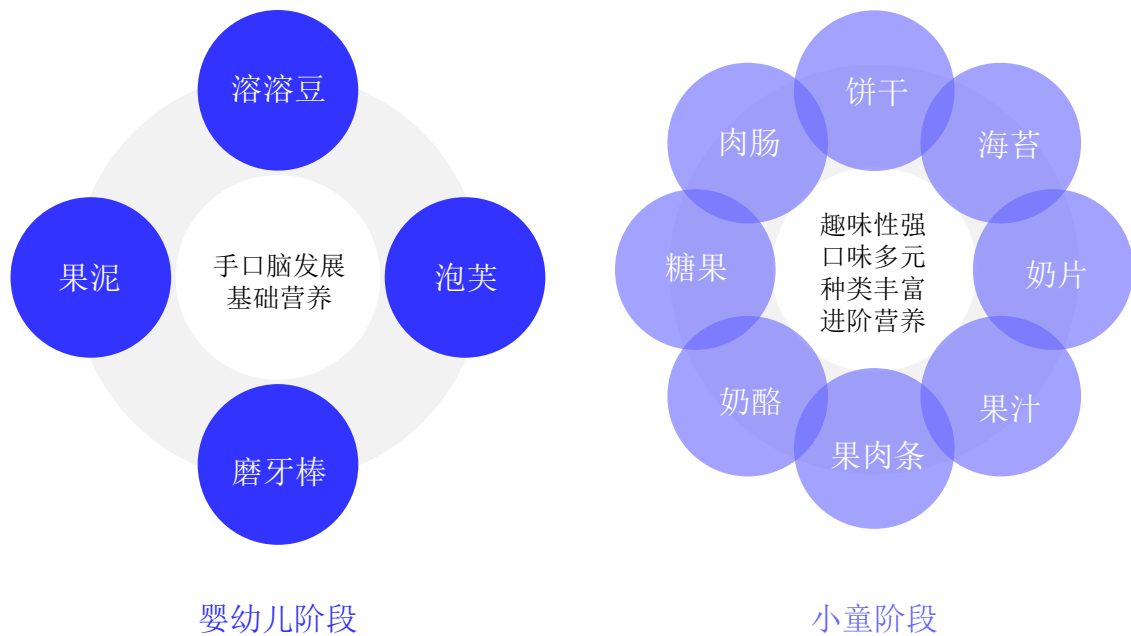 溶溶豆
果泥
手口脑发展
基础营养
泡芙
磨牙棒
婴幼儿阶段
饼干
肉肠
海苔
糖果
趣味性强
口味多元
种类丰富
进阶营养
奶片
奶酪
果汁
果肉条
小童阶段